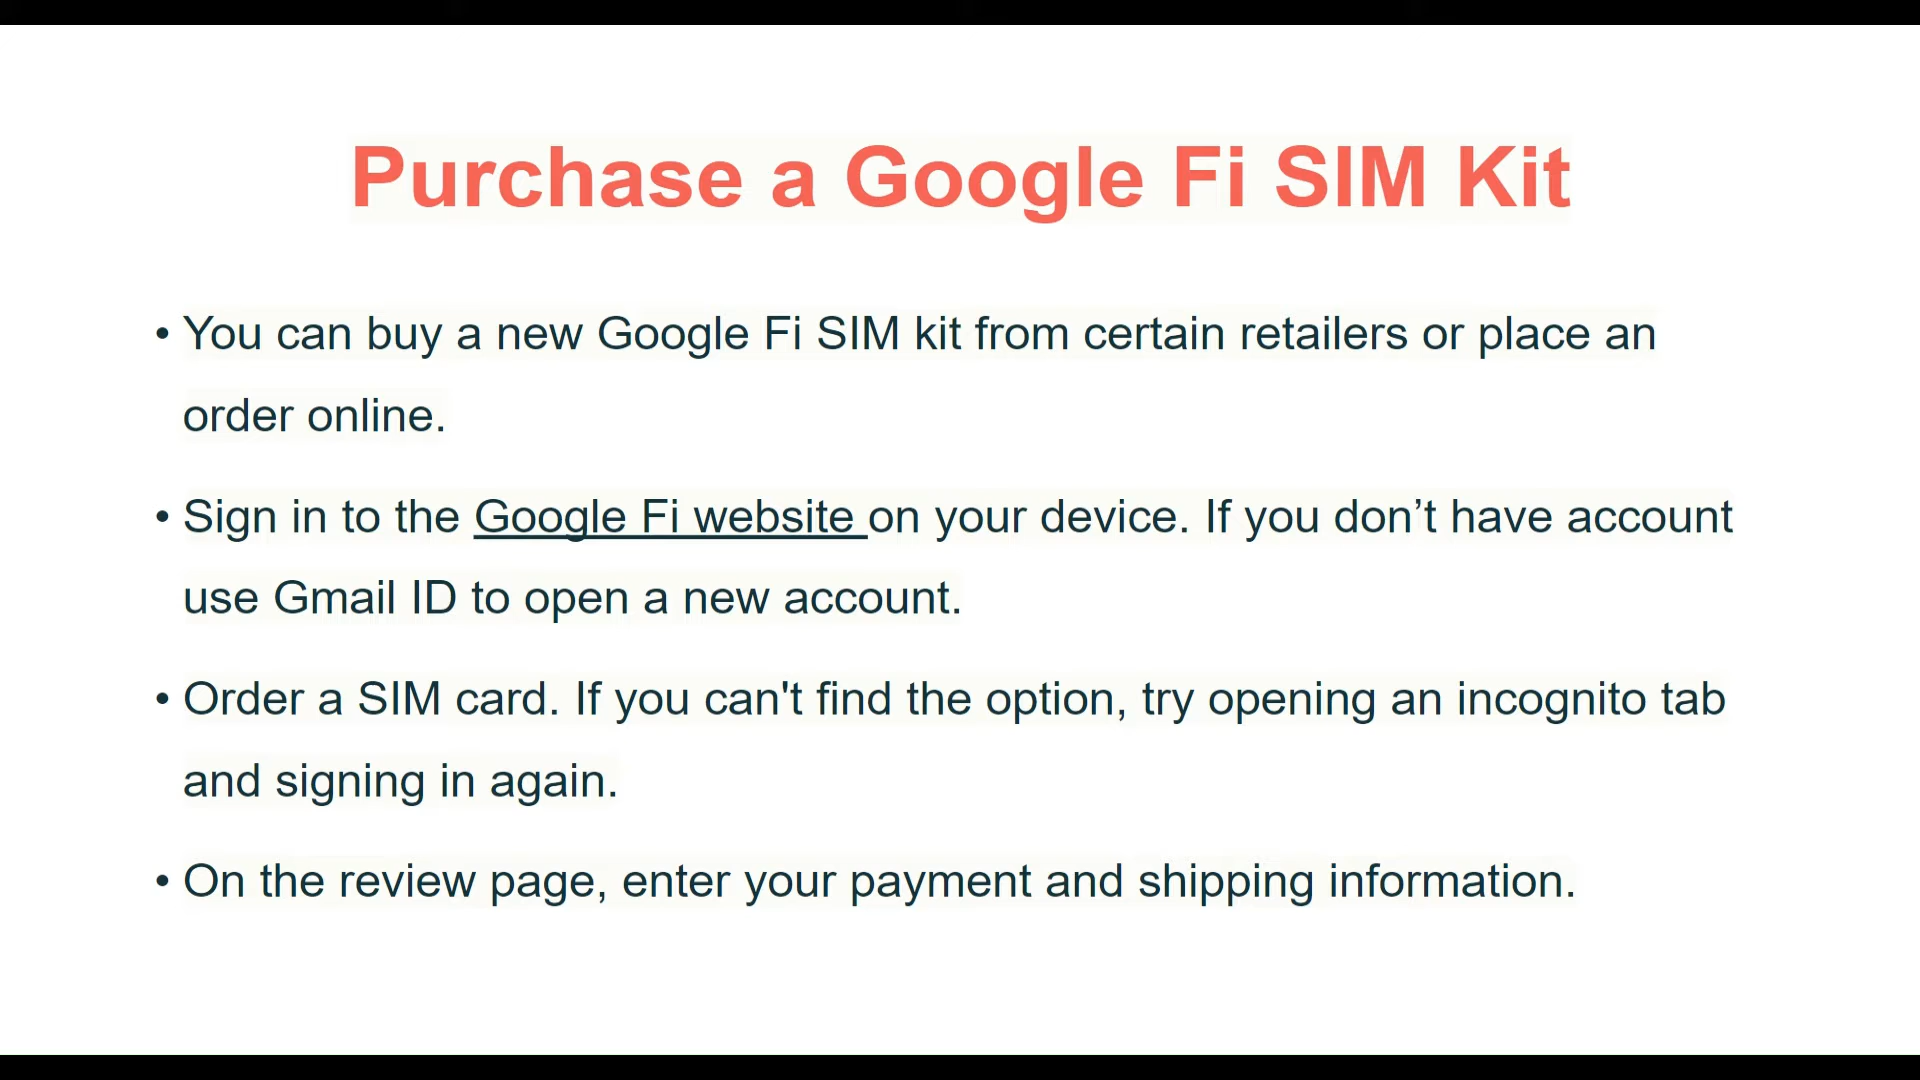 Purchase a Google Fi SIM Kit
• You can buy a new Google Fi SIM kit from certain retailers or place an
order online.
• Sign in to the Google Fi website on your device. If you don’t have account
use Gmail ID to open a new account.
• Order a SIM card. If you can't find the option, try opening an incognito tab
and signing in again.
• On the review page, enter your payment and shipping information.